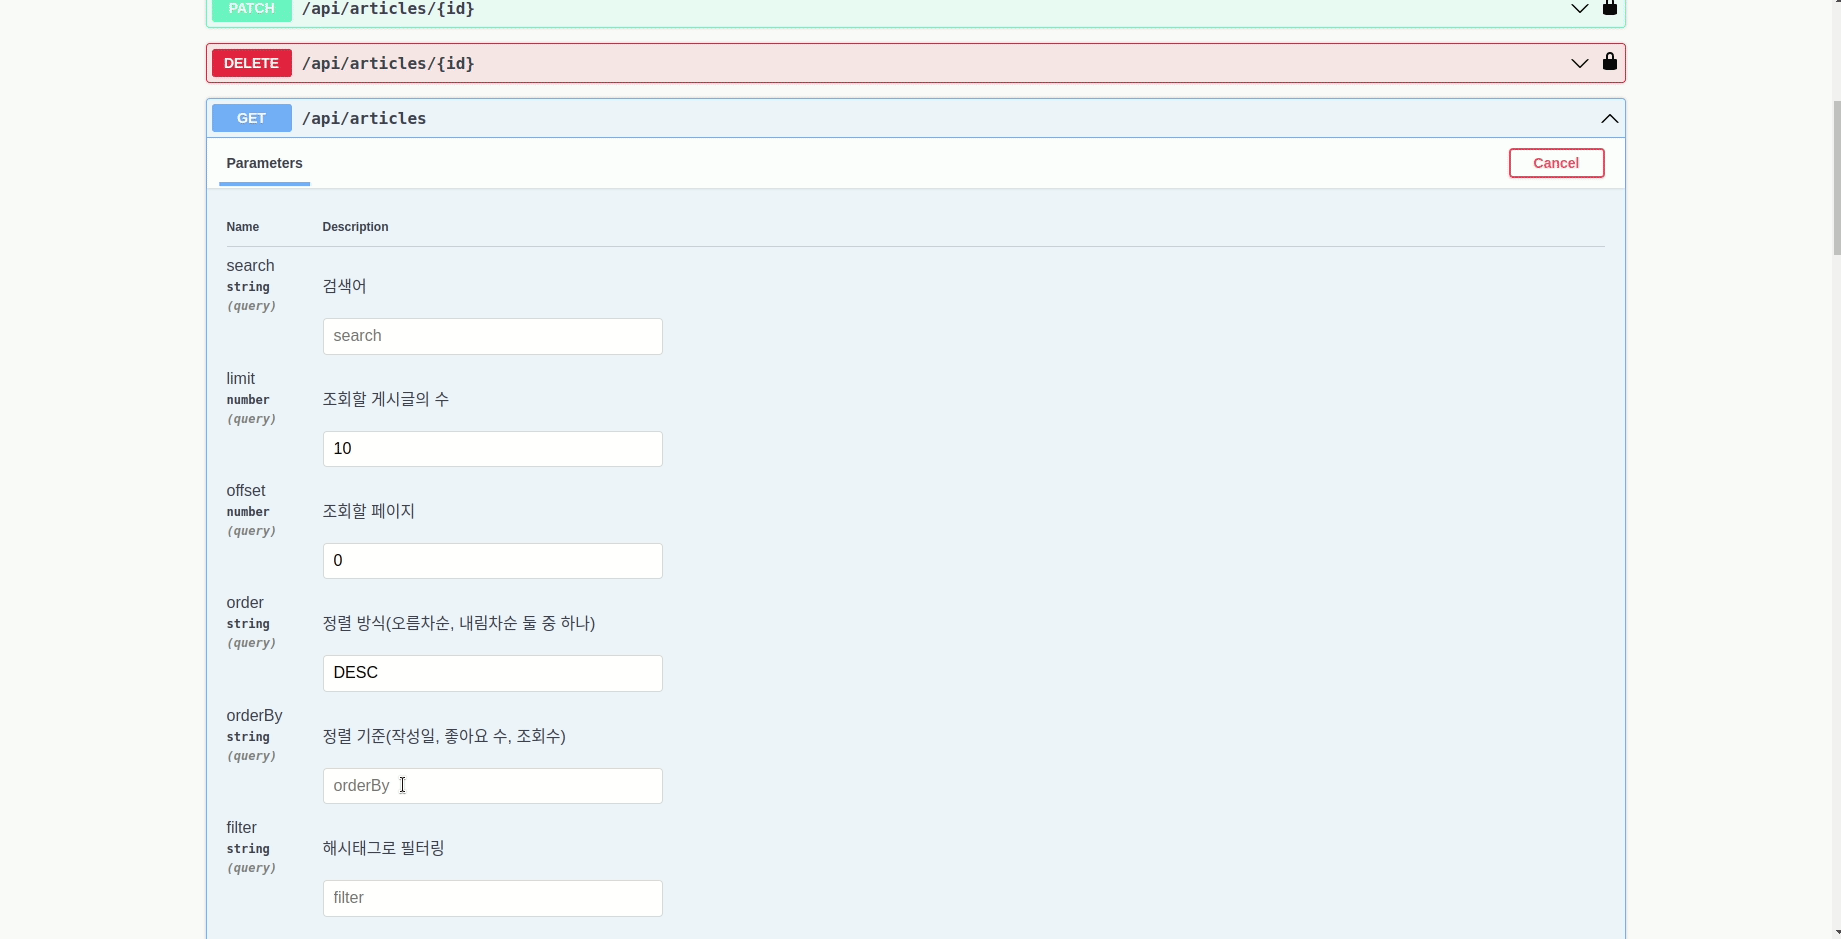 PATCH /api/articles/{id}
DELETE /api/articles/{id}
GET /api/articles
Parameters
Cancel
Name Description
search
string
(query)
검색어
search
limit
number
(query)
조회할 게시글의 수
10
offset
number
(query)
조회할 페이지
0
order
string
(query)
정렬 방식(오름차순, 내림차순 둘 중 하나)
DESC
orderBy
string
(query)
정렬 기준(작성일, 좋아요 수, 조회수)
orderBy
filter
string
(query)
해시태그로 필터링
filter